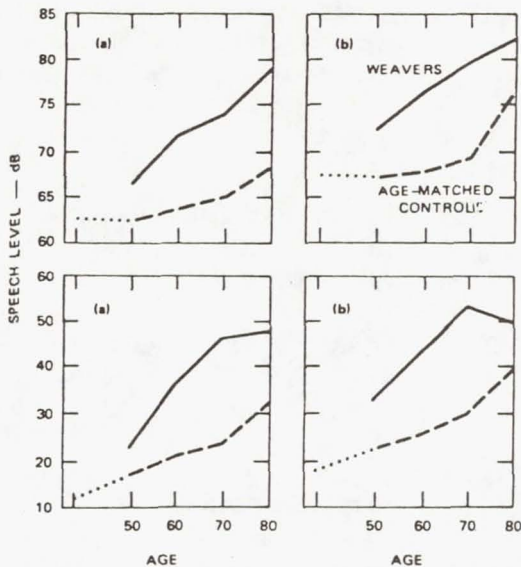 85
80
75
70
65
60
(a)
(b)
WEAVERS
AGE-MATCHED
CONTROLS
SPEECH LEVEL — dB
60
50
40
30
20
10
(a)
(b)
50 60 70 80
50 60 70 80
AGE
AGE